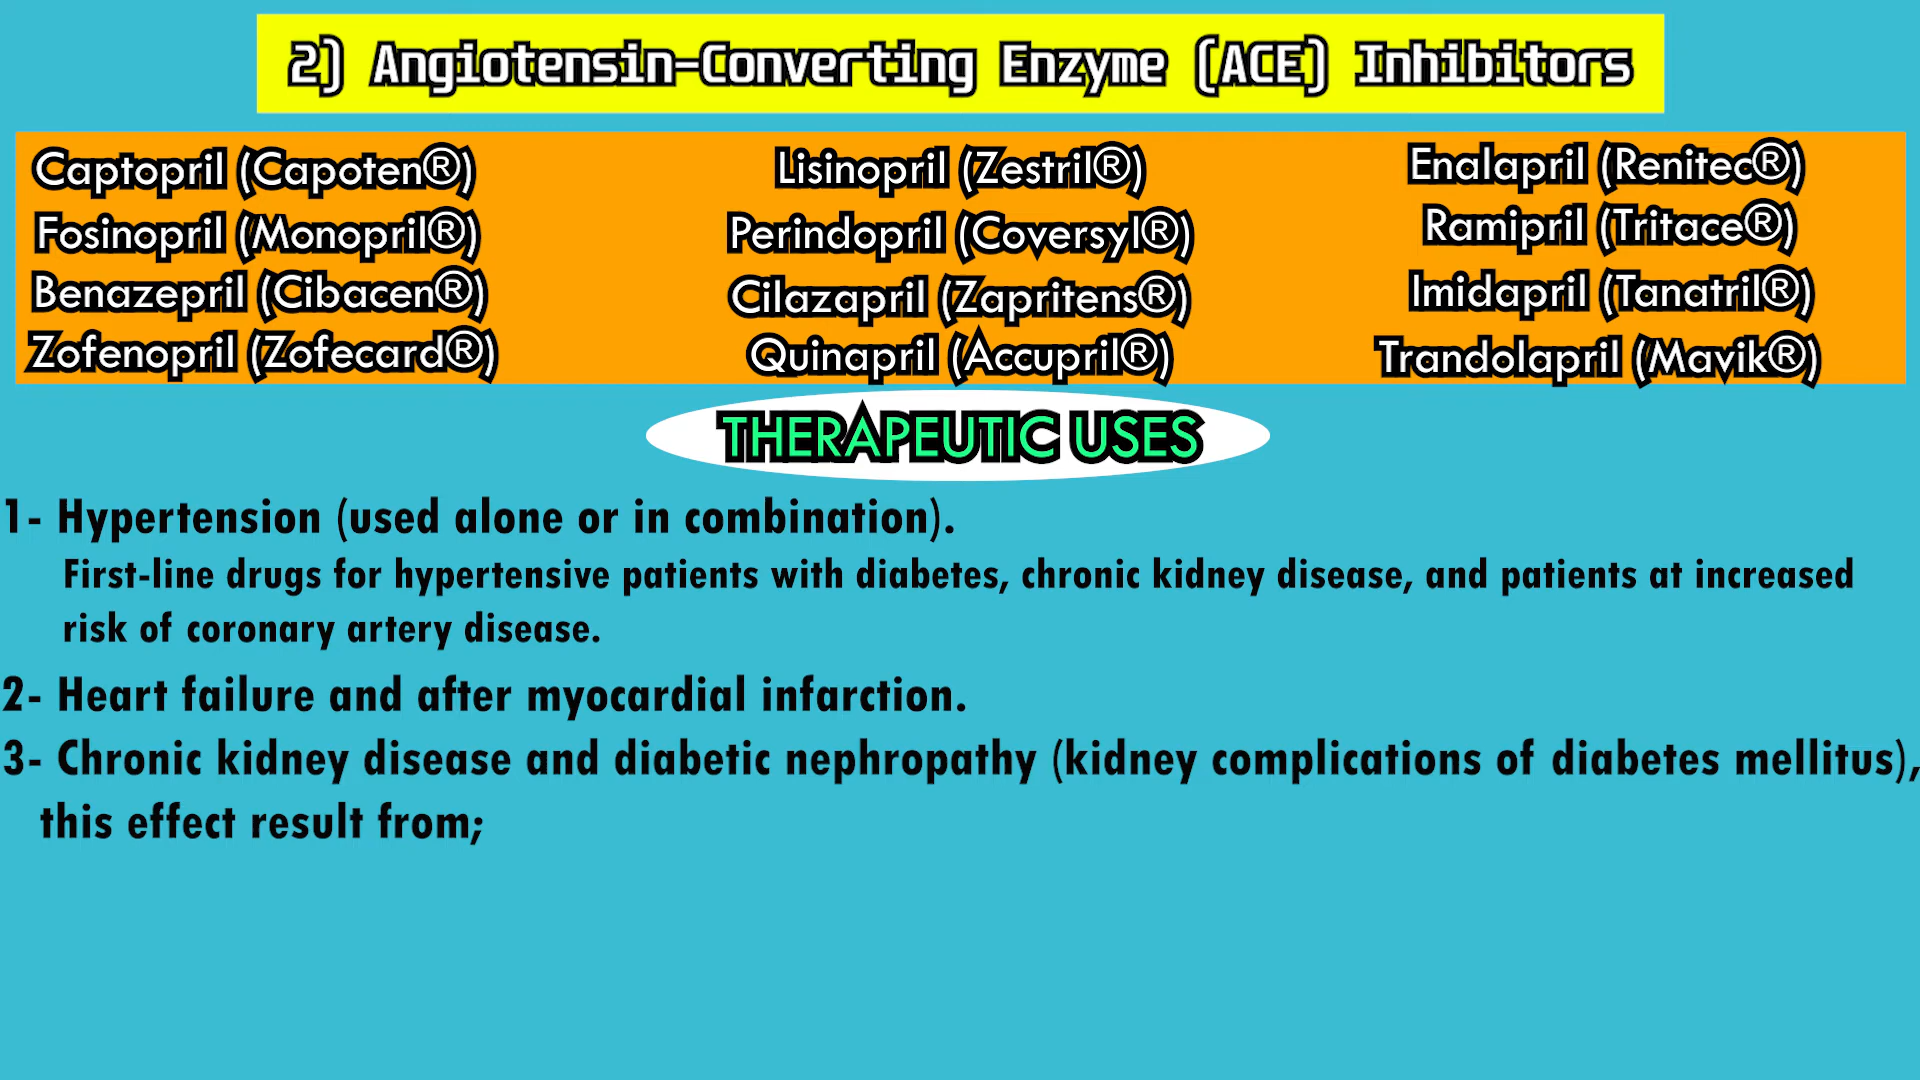 2) Angiotensin-Converting Enzyme (ACE) Inhibitors
Captopril (Capoten®)
Fosinopril (Monopril®)
Benazepril (Cibacen®)
Zofenopril (Zofecard®)
Lisinopril (Zestril®)
Perindopril (Coversyl®)
Cilazapril (Zapritens®)
Quinapril (Accupril®)
Enalapril (Renitec®)
Ramipril (Tritace®)
Imidapril (Tanatril®)
Trandolapril (Mavik®)
THERAPEUTIC USES
1- Hypertension (used alone or in combination).
First-line drugs for hypertensive patients with diabetes, chronic kidney disease, and patients at increased
risk of coronary artery disease.
2- Heart failure and after myocardial infarction.
3- Chronic kidney disease and diabetic nephropathy (kidney complications of diabetes mellitus),
this effect result from;